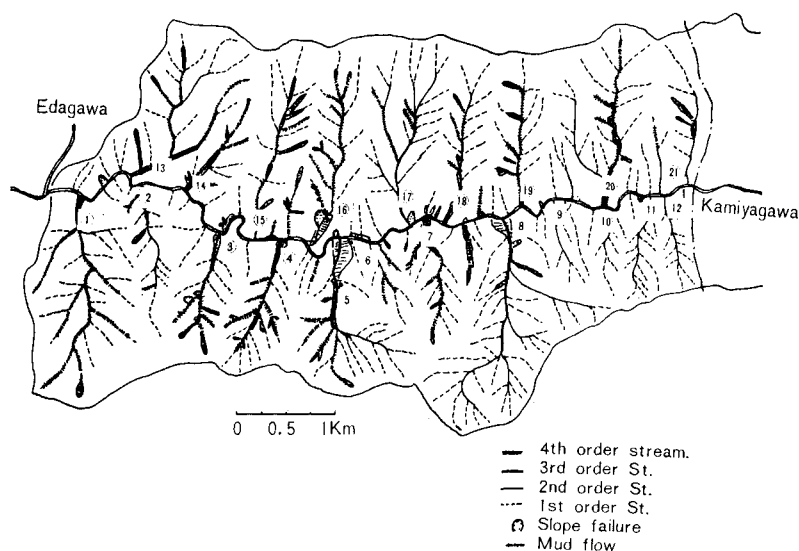 Edagawa
13
14
2
1
15
16
17
18
19
20
21
3
4
5
6
7
8
9
10
11
12
Kamiyagawa
0 0.5 1Km
4th order stream.
3rd order St.
2nd order St.
1st order St.
Slope failure
Mud flow